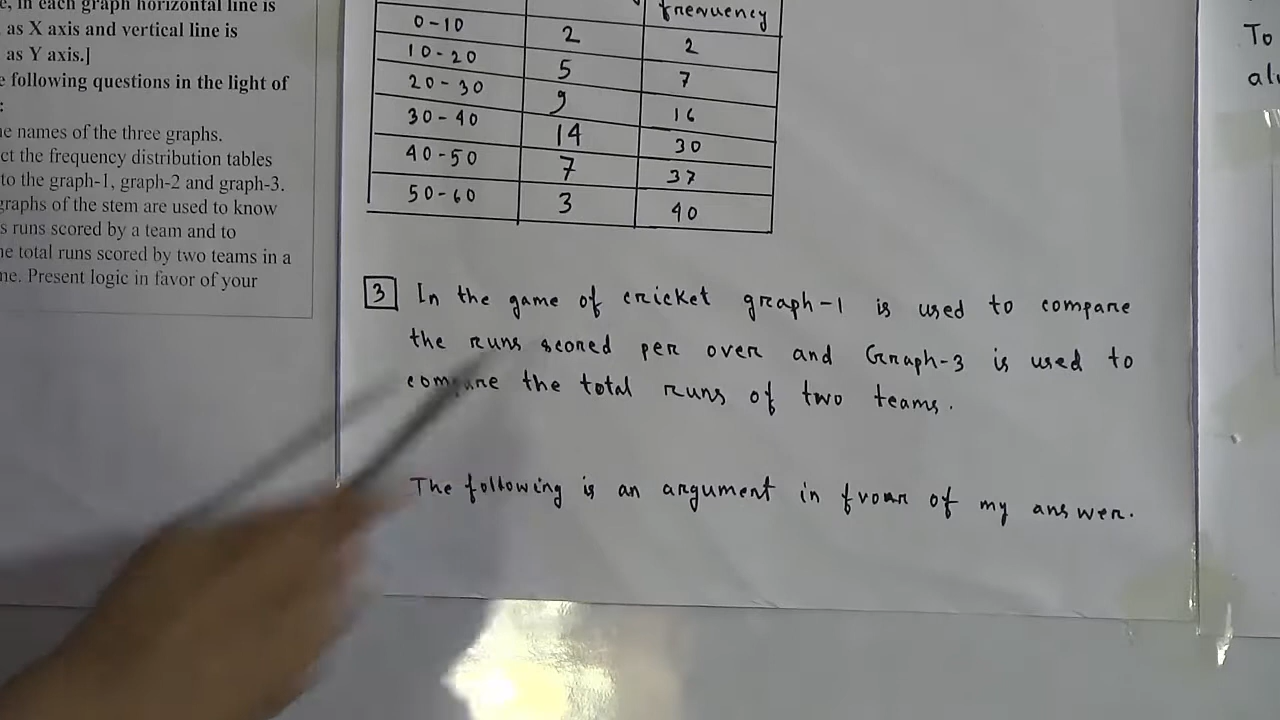 e, in each graph horizontal line is
as X axis and vertical line is
as Y axis.]
e following questions in the light of
:
e names of the three graphs.
ct the frequency distribution tables
to the graph-1, graph-2 and graph-3.
graphs of the stem are used to know
s runs scored by a team and to
e total runs scored by two teams in a
me. Present logic in favor of your
frequency
0-10 2 2
10-20 5 7
20-30 9 16
30-40 14 30
40-50 7 37
50-60 3 40
3 In the game of cricket graph-1 is used to compare
the runs scored per over and Graph-3 is used to
compare the total runs of two teams.
The following is an argument in of my answer.
To
al